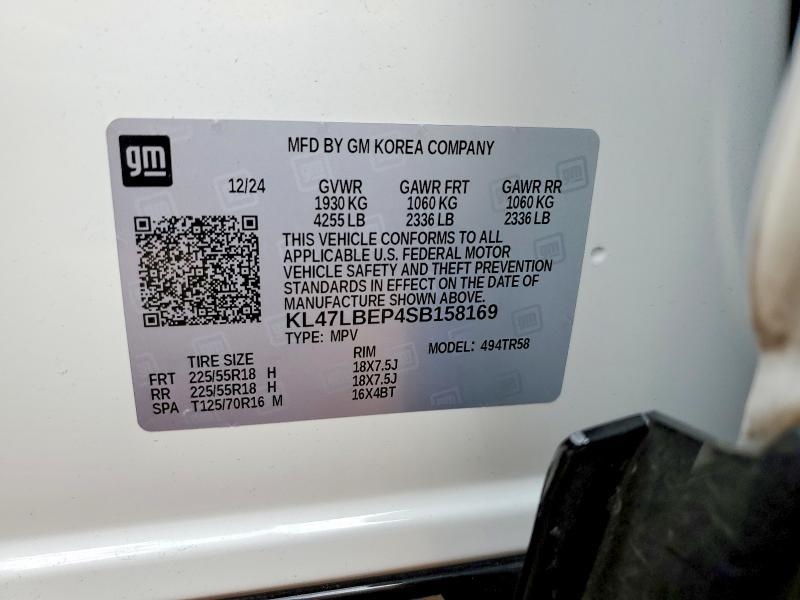 gm
MFD BY GM KOREA COMPANY
12/24 GVWR GAWR FRT GAWR RR
1930 KG 1060 KG 1060 KG
4255 LB 2336 LB 2336 LB
THIS VEHICLE CONFORMS TO ALL
APPLICABLE U.S. FEDERAL MOTOR
VEHICLE SAFETY AND THEFT PREVENTION
STANDARDS IN EFFECT ON THE DATE OF
MANUFACTURE SHOWN ABOVE.
KL47LBEP4SB158169
TYPE: MPV MODEL: 494TR58
TIRE SIZE RIM
FRT 225/55R18 H 18X7.5J
RR 225/55R18 H 18X7.5J
SPA T125/70R16 M 16X4BT